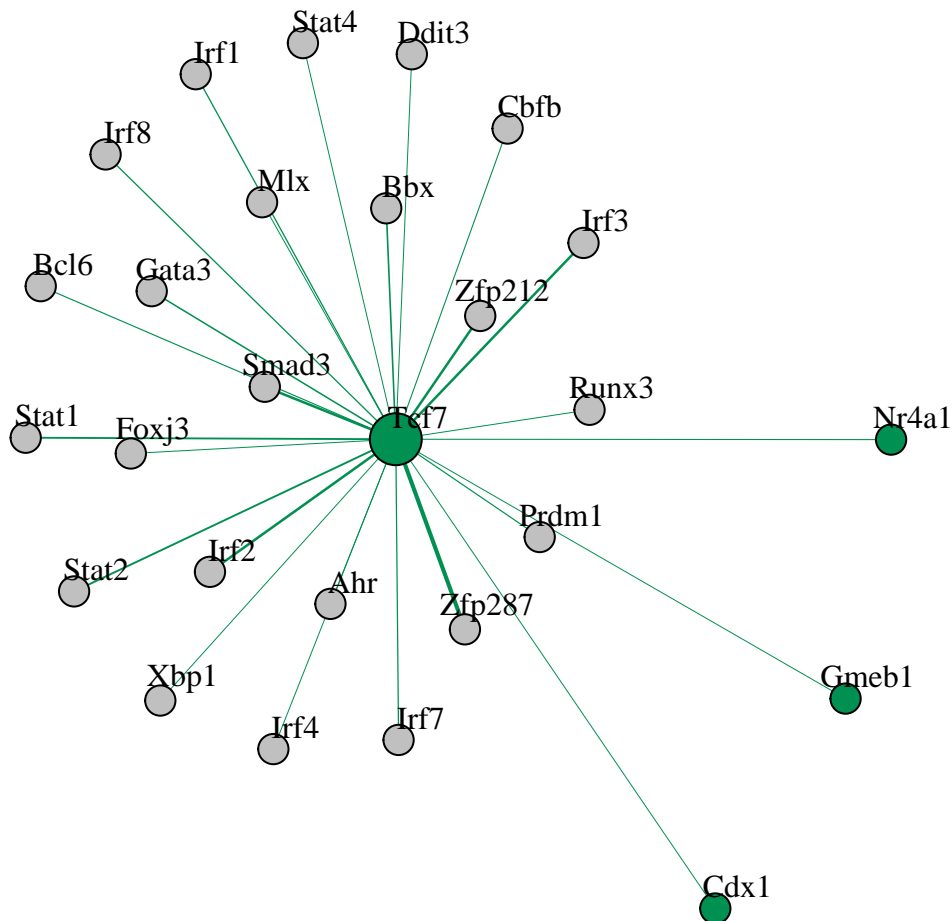 Stat4
Ddit3
Irf1
Cbfb
Irf8
Mlx
Bbx
Irf3
Bcl6
Gata3
Zfp212
Smad3
Runx3
Stat1
Foxj3
Tcf7
Nr4a1
Prdm1
Stat2
Irf2
Ahr
Zfp287
Xbp1
Gmeb1
Irf4
Irf7
Cdx1